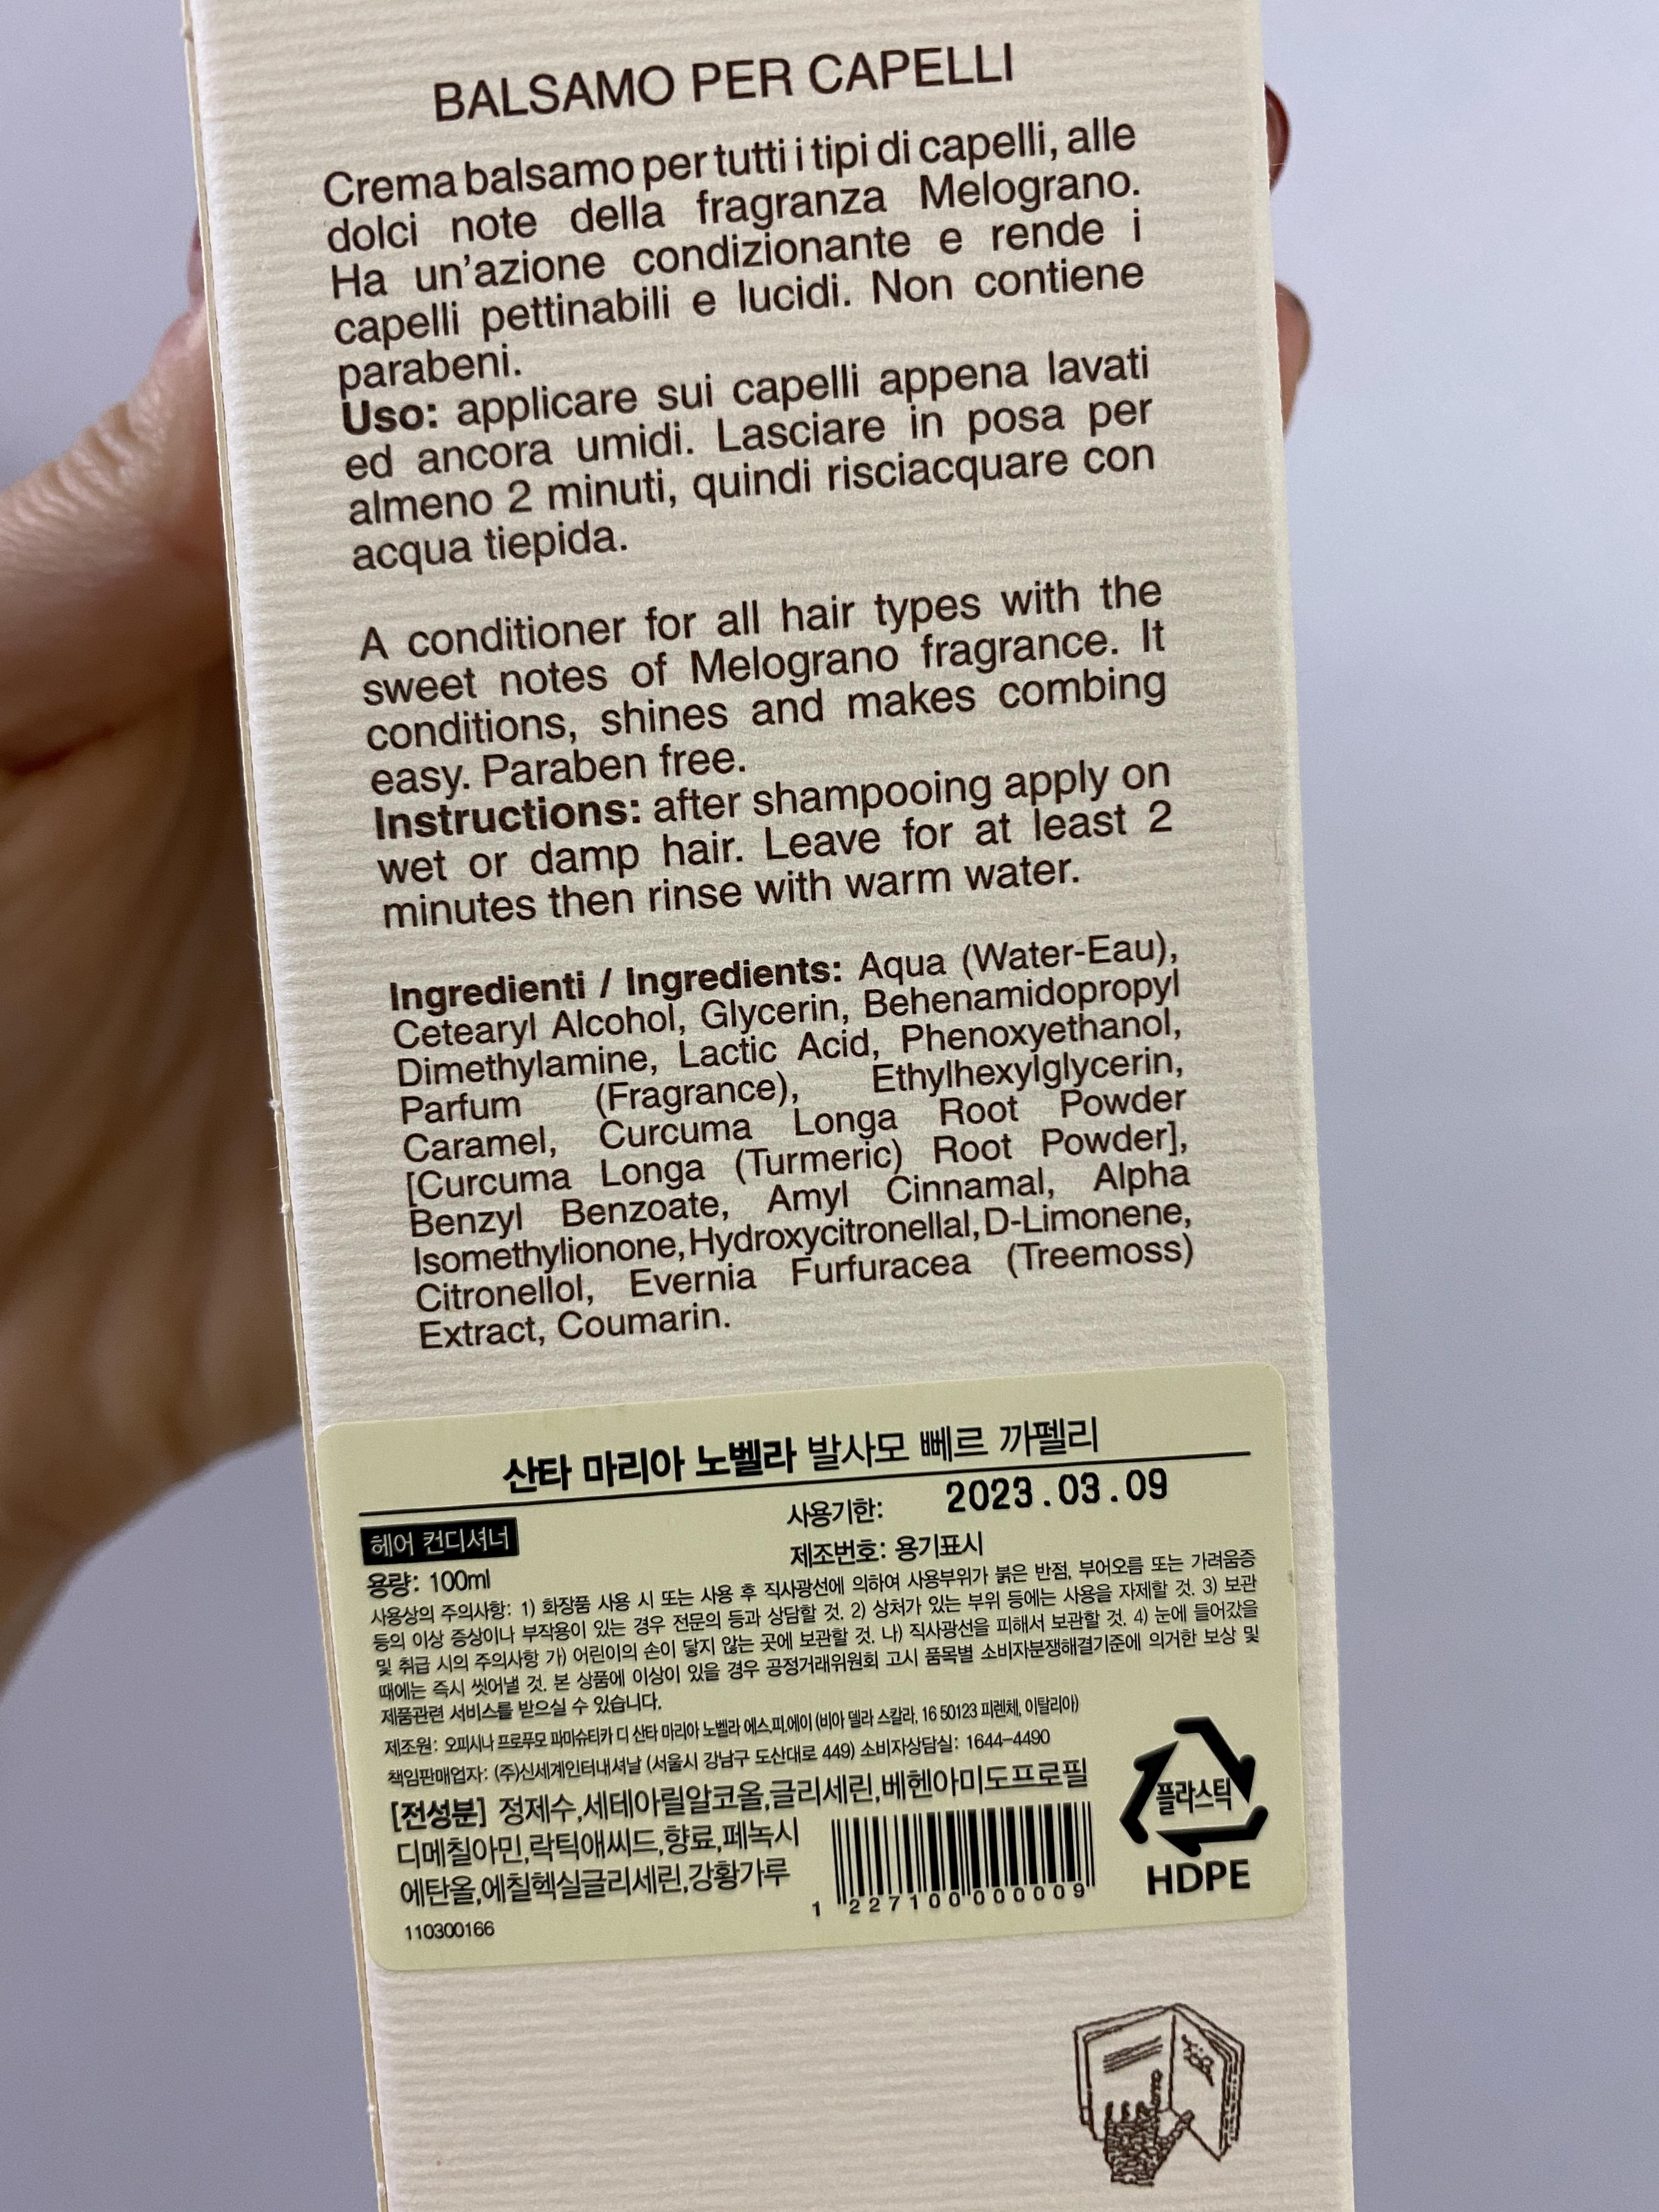 BALSAMO PER CAPELLI
Crema balsamo per tutti i tipi di capelli, alle
dolci note della fragranza Melograno.
Ha un'azione condizionante e rende i
capelli pettinabili e lucidi. Non contiene
parabeni.
Uso: applicare sui capelli appena lavati
ed ancora umidi. Lasciare in posa per
almeno 2 minuti, quindi risciacquare con
acqua tiepida.
A conditioner for all hair types with the
sweet notes of Melograno fragrance. It
conditions, shines and makes combing
easy. Paraben free.
Instructions: after shampooing apply on
wet or damp hair. Leave for at least 2
minutes then rinse with warm water.
Ingredienti / Ingredients: Aqua (Water-Eau),
Cetearyl Alcohol, Glycerin, Behenamidopropyl
Dimethylamine, Lactic Acid, Phenoxyethanol,
Parfum (Fragrance), Ethylhexylglycerin,
Caramel, Curcuma Longa Root Powder
[Curcuma Longa (Turmeric) Root Powder],
Benzyl Benzoate, Amyl Cinnamal, Alpha
Isomethylionone, Hydroxycitronellal, D-Limonene,
Citronellol, Evernia Furfuracea (Treemoss)
Extract, Coumarin.
산타 마리아 노벨라 발사모 뻬르 까펠리
사용기한: 2023.03.09
헤어 컨디셔너
제조번호: 용기표시
용량: 100ml
사용상의 주의사항: 1) 화장품 사용 시 또는 사용 후 직사광선에 의하여 사용부위가 붉은 반점, 부어오름 또는 가려움증
등의 이상 증상이나 부작용이 있는 경우 전문의 등과 상담할 것. 2) 상처가 있는 부위 등에는 사용을 자제할 것. 3) 보관
및 취급 시의 주의사항 가) 어린이의 손이 닿지 않는 곳에 보관할 것. 나) 직사광선을 피해서 보관할 것. 4) 눈에 들어갔을
때에는 즉시 씻어낼 것. 본 상품에 이상이 있을 경우 공정거래위원회 고시 품목별 소비자분쟁해결기준에 의거한 보상 및
제품관련 서비스를 받으실 수 있습니다.
제조원: 오피시나 프로푸모 파마슈티카 디 산타 마리아 노벨라 에스.피.에이 (비아 델라 스칼라, 16 50123 피렌체, 이탈리아)
책임판매업자: (주)신세계인터내셔날 (서울시 강남구 도산대로 449) 소비자상담실: 1644-4490
[전성분] 정제수,세테아릴알코올,글리세린,베헨아미도프로필
디메칠아민,락틱애씨드,향료,페녹시
에탄올,에칠헥실글리세린,강황가루
플라스틱
HDPE
1 227100 000009
110300166